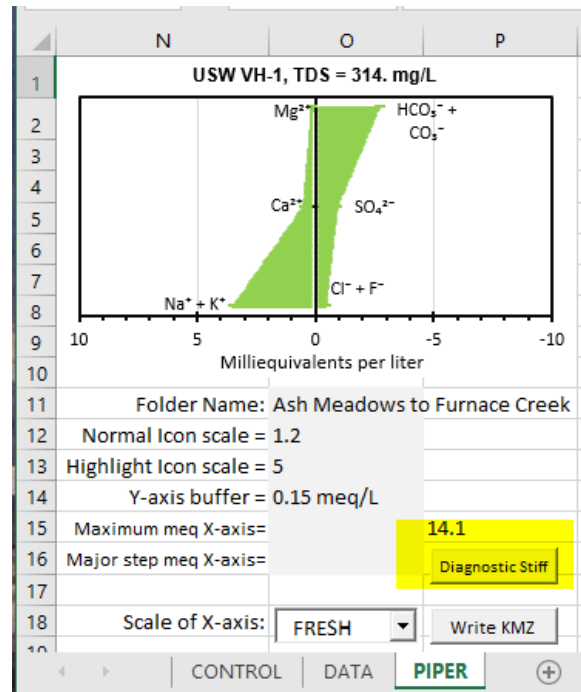 N O P
1 USW VH-1, TDS = 314. mg/L
2 Mg²⁺ HCO₃⁻ +
CO₃⁻
3
4
5 Ca²⁺ SO₄²⁻
6
7 Cl⁻ + F⁻
8 Na⁺ + K⁺
9 10 5 0 -5 -10
10 Milliequivalents per liter
11 Folder Name: Ash Meadows to Furnace Creek
12 Normal Icon scale = 1.2
13 Highlight Icon scale = 5
14 Y-axis buffer = 0.15 meq/L
15 Maximum meq X-axis= 14.1
16 Major step meq X-axis= Diagnostic Stiff
17
18 Scale of X-axis: FRESH Write KMZ
CONTROL DATA PIPER